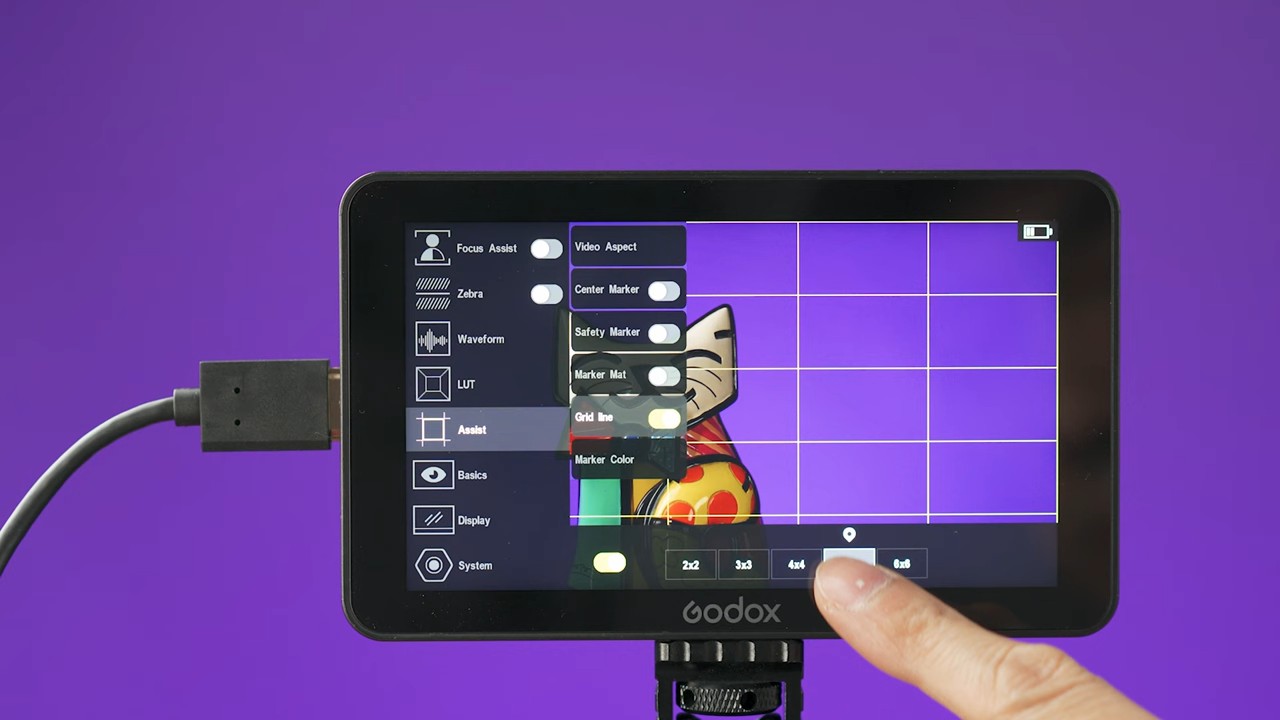 Focus Assist
Zebra
Waveform
LUT
Assist
Basics
Display
System
Video Aspect
Center Marker
Safety Marker
Marker Mat
Grid line
Marker Color
2x2
3x3
4x4
6x6
Godox